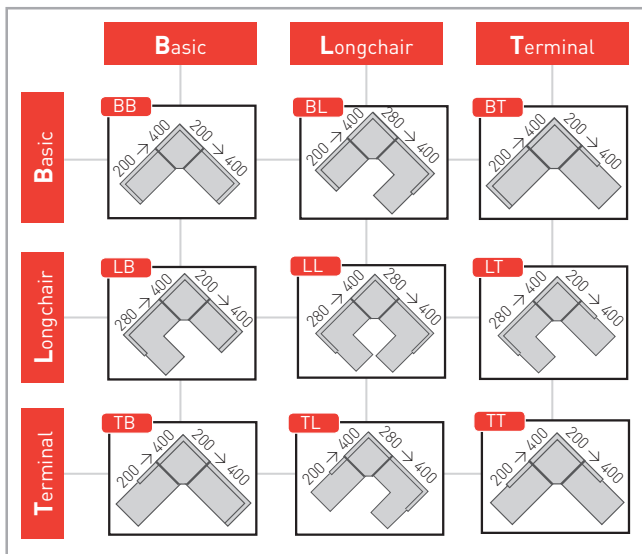 Basic
Longchair
Terminal
Basic
BB
200 → 400
200 → 400
BL
200 → 400
280 → 400
BT
200 → 400
200 → 400
Longchair
LB
280 → 400
200 → 400
LL
280 → 400
280 → 400
LT
280 → 400
200 → 400
Terminal
TB
200 → 400
200 → 400
TL
200 → 400
280 → 400
TT
200 → 400
200 → 400